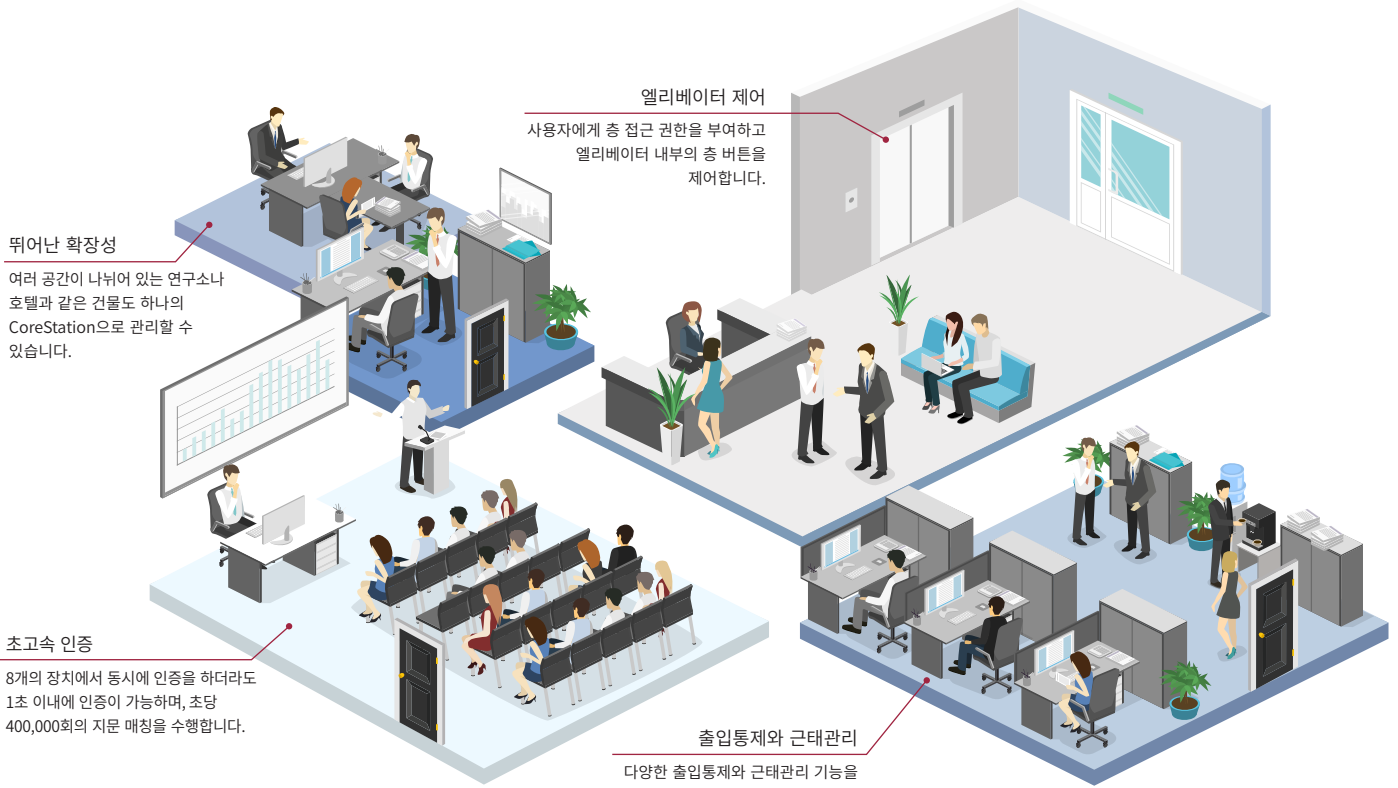 엘리베이터 제어
사용자에게 층 접근 권한을 부여하고
엘리베이터 내부의 층 버튼을
제어합니다.
뛰어난 확장성
여러 공간이 나뉘어 있는 연구소나
호텔과 같은 건물도 하나의
CoreStation으로 관리할 수
있습니다.
초고속 인증
8개의 장치에서 동시에 인증을 하더라도
1초 이내에 인증이 가능하며, 초당
400,000회의 지문 매칭을 수행합니다.
출입통제와 근태관리
다양한 출입통제와 근태관리 기능을